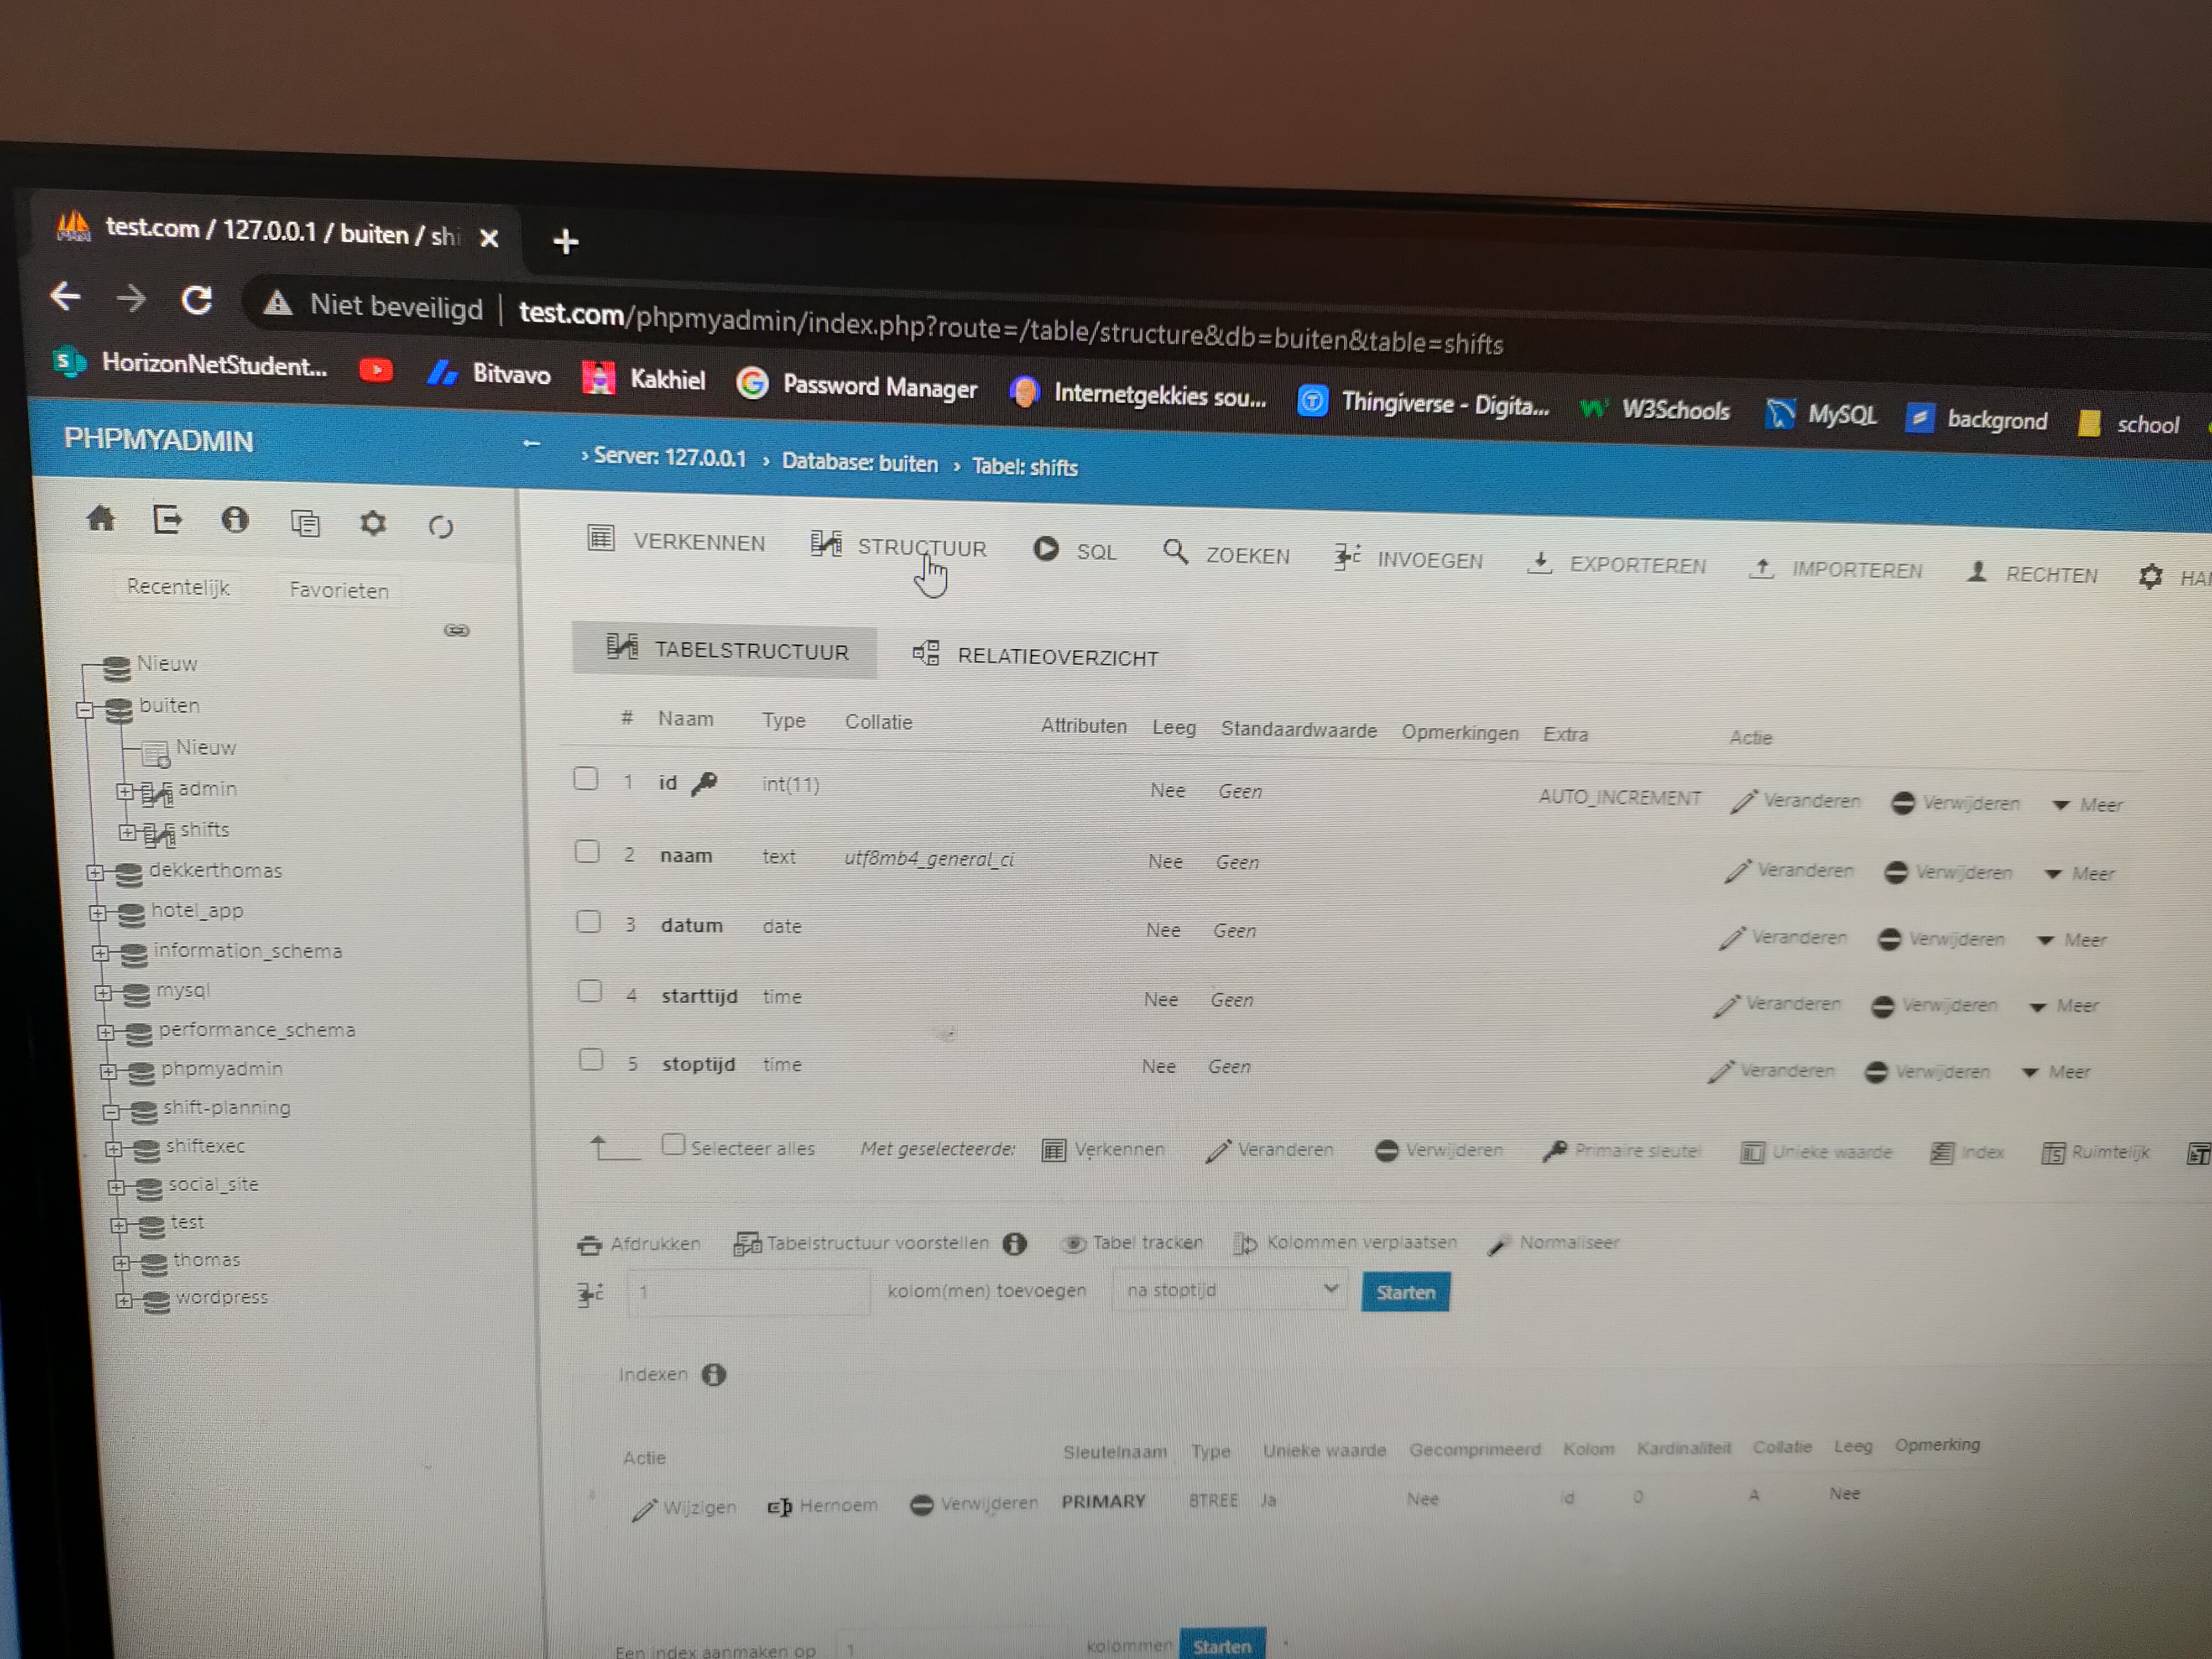 test.com / 127.0.0.1 / buiten / shi
Niet beveiligd | test.com/phpmyadmin/index.php?route=/table/structure&db=buiten&table=shifts
HorizonNetStudent... Bitvavo Kakhiel Password Manager Internetgekkies sou... Thingiverse - Digita... W3Schools MySQL backgrond school
PHPMYADMIN
› Server: 127.0.0.1 › Database: buiten › Tabel: shifts
VERKENNEN STRUCTUUR SQL ZOEKEN INVOEGEN EXPORTEREN IMPORTEREN RECHTEN
Recentelijk Favorieten
Nieuw
buiten
Nieuw
admin
shifts
dekkerthomas
hotel_app
information_schema
mysql
performance_schema
phpmyadmin
shift-planning
shiftexec
social_site
test
thomas
wordpress
TABELSTRUCTUUR RELATIEOVERZICHT
# Naam Type Collatie Attributen Leeg Standaardwaarde Opmerkingen Extra Actie
1 id int(11) Nee Geen AUTO_INCREMENT Veranderen Verwijderen Meer
2 naam text utf8mb4_general_ci Nee Geen Veranderen Verwijderen Meer
3 datum date Nee Geen Veranderen Verwijderen Meer
4 starttijd time Nee Geen Veranderen Verwijderen Meer
5 stoptijd time Nee Geen Veranderen Verwijderen Meer
Selecteer alles Met geselecteerde: Verkennen Veranderen Verwijderen Primaire sleutel Unieke waarde Index Ruimtelijk
Afdrukken Tabelstructuur voorstellen Tabel tracken Kolommen verplaatsen Normaliseer
1 kolom(men) toevoegen na stoptijd Starten
Indexen
Actie Sleutelnaam Type Unieke waarde Gecomprimeerd Kolom Kardinaliteit Collatie Leeg Opmerking
Wijzigen Hernoem Verwijderen PRIMARY BTREE Ja Nee id 0 A Nee
Een index aanmaken op 1 kolommen Starten